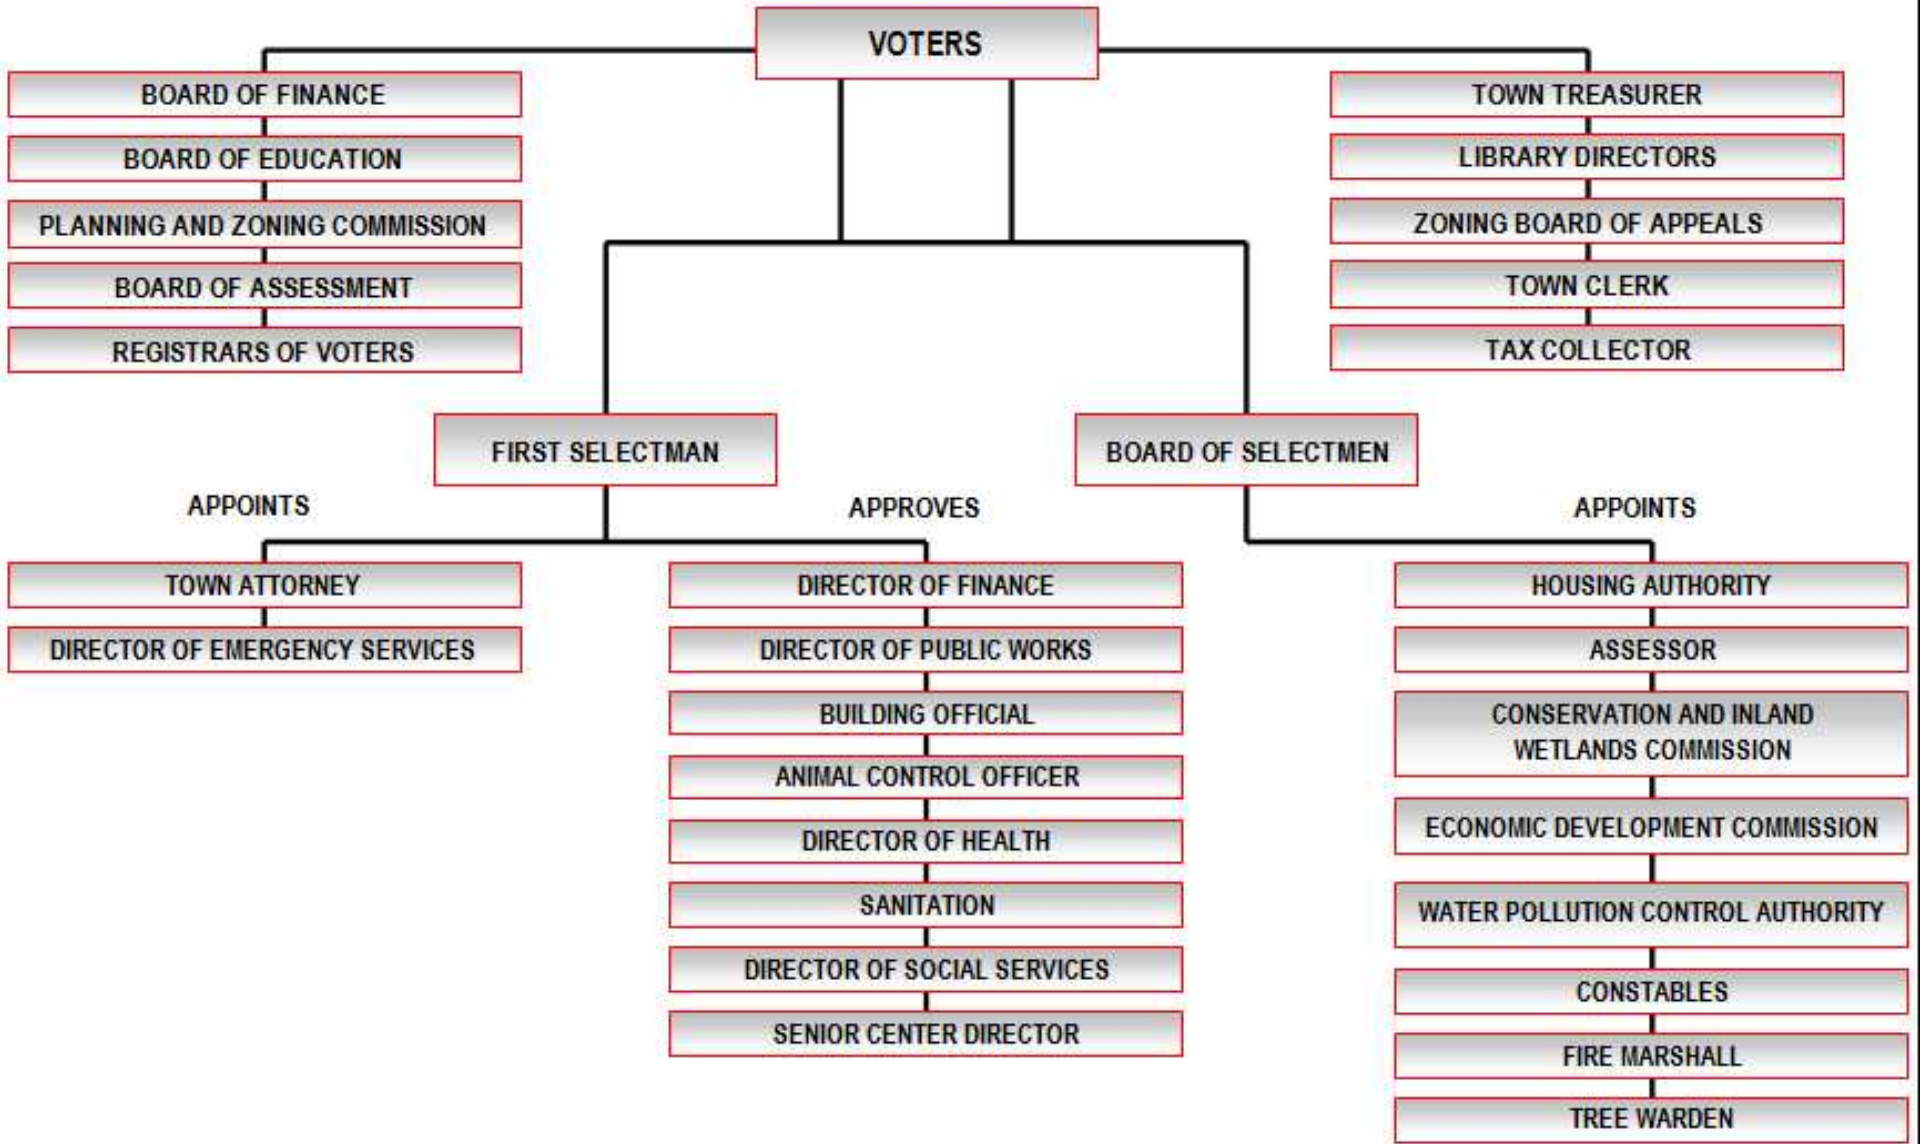 VOTERS
BOARD OF FINANCE
BOARD OF EDUCATION
PLANNING AND ZONING COMMISSION
BOARD OF ASSESSMENT
REGISTRARS OF VOTERS
TOWN TREASURER
LIBRARY DIRECTORS
ZONING BOARD OF APPEALS
TOWN CLERK
TAX COLLECTOR
FIRST SELECTMAN
BOARD OF SELECTMEN
APPOINTS
TOWN ATTORNEY
DIRECTOR OF EMERGENCY SERVICES
APPROVES
DIRECTOR OF FINANCE
DIRECTOR OF PUBLIC WORKS
BUILDING OFFICIAL
ANIMAL CONTROL OFFICER
DIRECTOR OF HEALTH
SANITATION
DIRECTOR OF SOCIAL SERVICES
SENIOR CENTER DIRECTOR
APPOINTS
HOUSING AUTHORITY
ASSESSOR
CONSERVATION AND INLAND
WETLANDS COMMISSION
ECONOMIC DEVELOPMENT COMMISSION
WATER POLLUTION CONTROL AUTHORITY
CONSTABLES
FIRE MARSHALL
TREE WARDEN